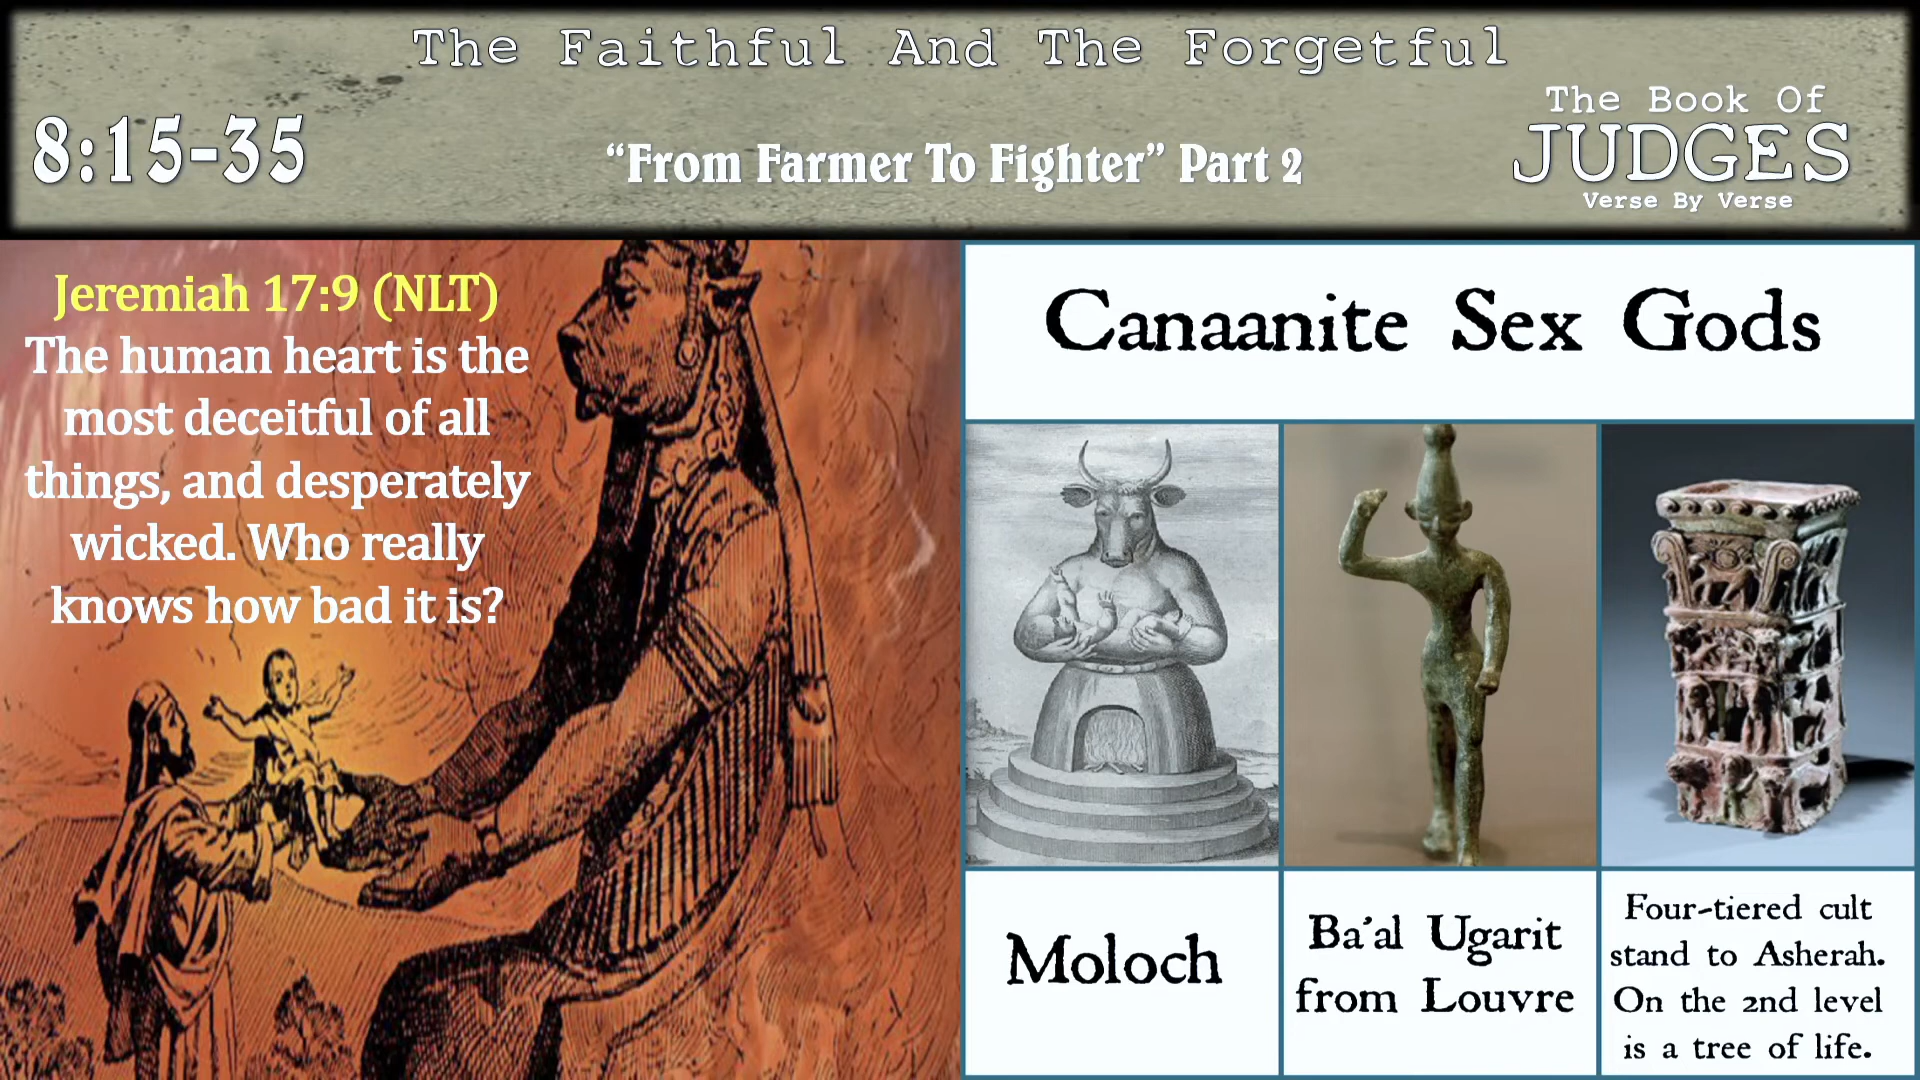 The Faithful And The Forgetful
8:15-35
“From Farmer To Fighter” Part 2
The Book Of
JUDGES
Verse By Verse
Jeremiah 17:9 (NLT)
The human heart is the
most deceitful of all
things, and desperately
wicked. Who really
knows how bad it is?
Canaanite Sex Gods
Moloch
Ba’al Ugarit
from Louvre
Four-tiered cult
stand to Asherah.
On the 2nd level
is a tree of life.